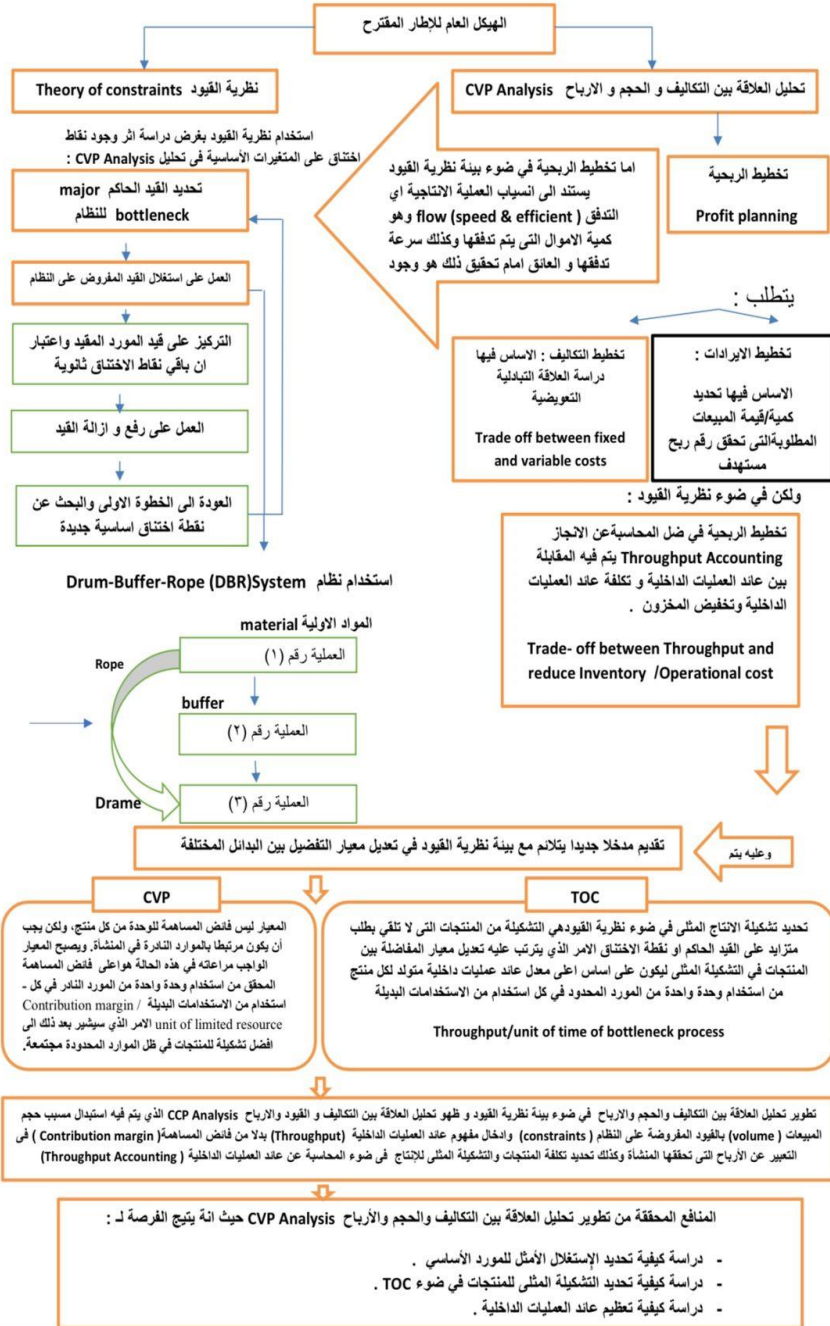 الهيكل العام للإطار المقترح
تحليل العلاقة بين التكاليف و الحجم و الارباح CVP Analysis
نظرية القيود Theory of constraints
استخدام نظرية القيود بغرض دراسة اثر وجود نقاط
اختناق على المتغيرات الأساسية فى تحليل CVP Analysis :
تخطيط الربحية
Profit planning
اما تخطيط الربحية في ضوء بيئة نظرية القيود
يستند الى انسياب العملية الانتاجية اي
التدفق flow (speed & efficient ) وهو
كمية الاموال التى يتم تدفقها وكذلك سرعة
تدفقها و العائق امام تحقيق ذلك هو وجود
تحديد القيد الحاكم major
bottleneck للنظام
العمل على استغلال القيد المفروض على النظام
التركيز على قيد المورد المقيد واعتبار
ان باقي نقاط الاختناق ثانوية
العمل على رفع و ازالة القيد
العودة الى الخطوة الاولى والبحث عن
نقطة اختناق اساسية جديدة
يتطلب :
تخطيط الايرادات :
الاساس فيها تحديد
كمية/قيمة المبيعات
المطلوبةالتى تحقق رقم ربح
مستهدف
تخطيط التكاليف : الاساس فيها
دراسة العلاقة التبادلية
التعويضية
Trade off between fixed
and variable costs
ولكن في ضوء نظرية القيود :
تخطيط الربحية في ضل المحاسبةعن الانجاز
Throughput Accounting يتم فيه المقابلة
بين عائد العمليات الداخلية و تكلفة عائد العمليات
الداخلية وتخفيض المخزون .
Trade- off between Throughput and
reduce Inventory /Operational cost
استخدام نظام Drum-Buffer-Rope (DBR)System
المواد الاولية material
Rope
العملية رقم (١)
buffer
العملية رقم (٢)
Drame
العملية رقم (٣)
وعليه يتم
تقديم مدخلا جديدا يتلائم مع بيئة نظرية القيود في تعديل معيار التفضيل بين البدائل المختلفة
TOC
تحديد تشكيلة الانتاج المثلى في ضوء نظرية القيودهي التشكيلة من المنتجات التى لا تلقي بطلب
متزايد على القيد الحاكم او نقطة الاختناق الامر الذي يترتب عليه تعديل معيار المفاضلة بين
المنتجات في التشكيلة المثلى ليكون على اساس اعلى معدل عائد عمليات داخلية متولد لكل منتج
من استخدام وحدة واحدة من المورد المحدود في كل استخدام من الاستخدامات البديلة
Throughput/unit of time of bottleneck process
CVP
المعيار ليس فائض المساهمة للوحدة من كل منتج، ولكن يجب
أن يكون مرتبطا بالموارد النادرة في المنشأة. ويصبح المعيار
الواجب مراعاته في هذه الحالة هواعلى فائض المساهمة
المحقق من استخدام وحدة واحدة من المورد النادر في كل -
استخدام من الاستخدامات البديلة / Contribution margin
unit of limited resource الامر الذي سيشير بعد ذلك الى
افضل تشكيلة للمنتجات في ظل الموارد المحدودة مجتمعة.
تطوير تحليل العلاقة بين التكاليف والحجم والارباح في ضوء بيئة نظرية القيود و ظهو تحليل العلاقة بين التكاليف و القيود والارباح CCP Analysis الذي يتم فيه استبدال مسبب حجم
المبيعات ( volume ) بالقيود المفروضة على النظام ( constraints ) وادخال مفهوم عائد العمليات الداخلية (Throughput) بدلا من فائض المساهمة( Contribution margin ) فى
التعبير عن الأرباح التى تحققها المنشأة وكذلك تحديد تكلفة المنتجات والتشكيلة المثلى للإنتاج فى ضوء المحاسبة عن عائد العمليات الداخلية ( Throughput Accounting)
المنافع المحققة من تطوير تحليل العلاقة بين التكاليف والحجم والأرباح CVP Analysis حيث انة يتيح الفرصة لـ :
- دراسة كيفية تحديد الإستغلال الأمثل للمورد الأساسي .
- دراسة كيفية تحديد التشكيلة المثلى للمنتجات في ضوء TOC .
- دراسة كيفية تعظيم عائد العمليات الداخلية .